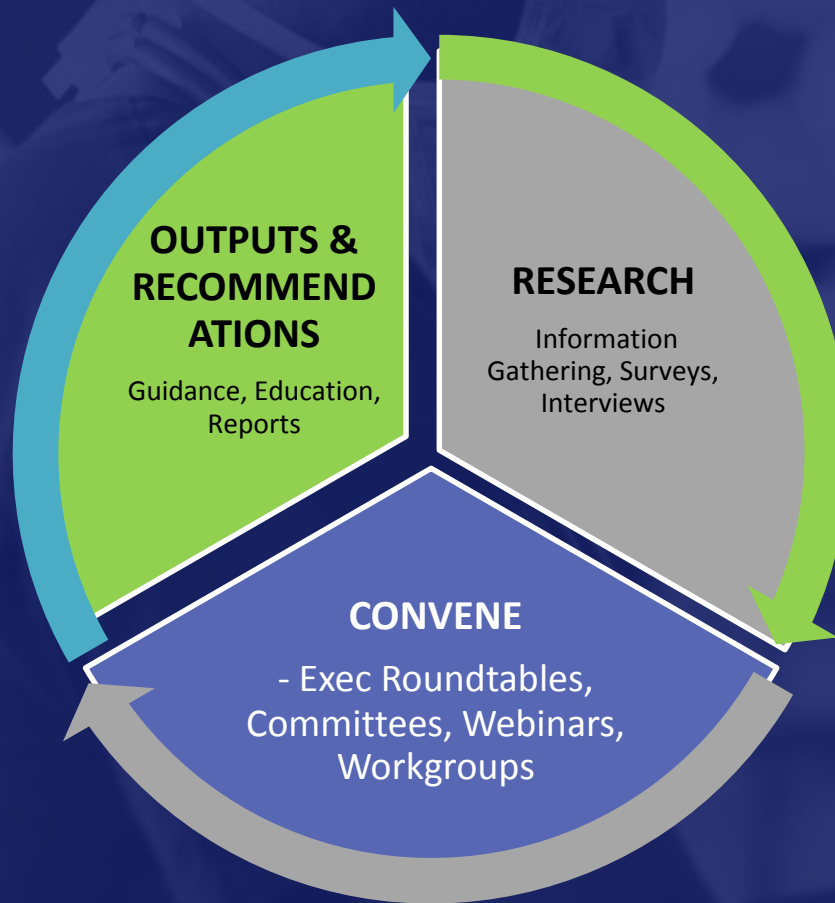 OUTPUTS &
RECOMMEND
ATIONS
Guidance, Education,
Reports
RESEARCH
Information
Gathering, Surveys,
Interviews
CONVENE
- Exec Roundtables,
Committees, Webinars,
Workgroups